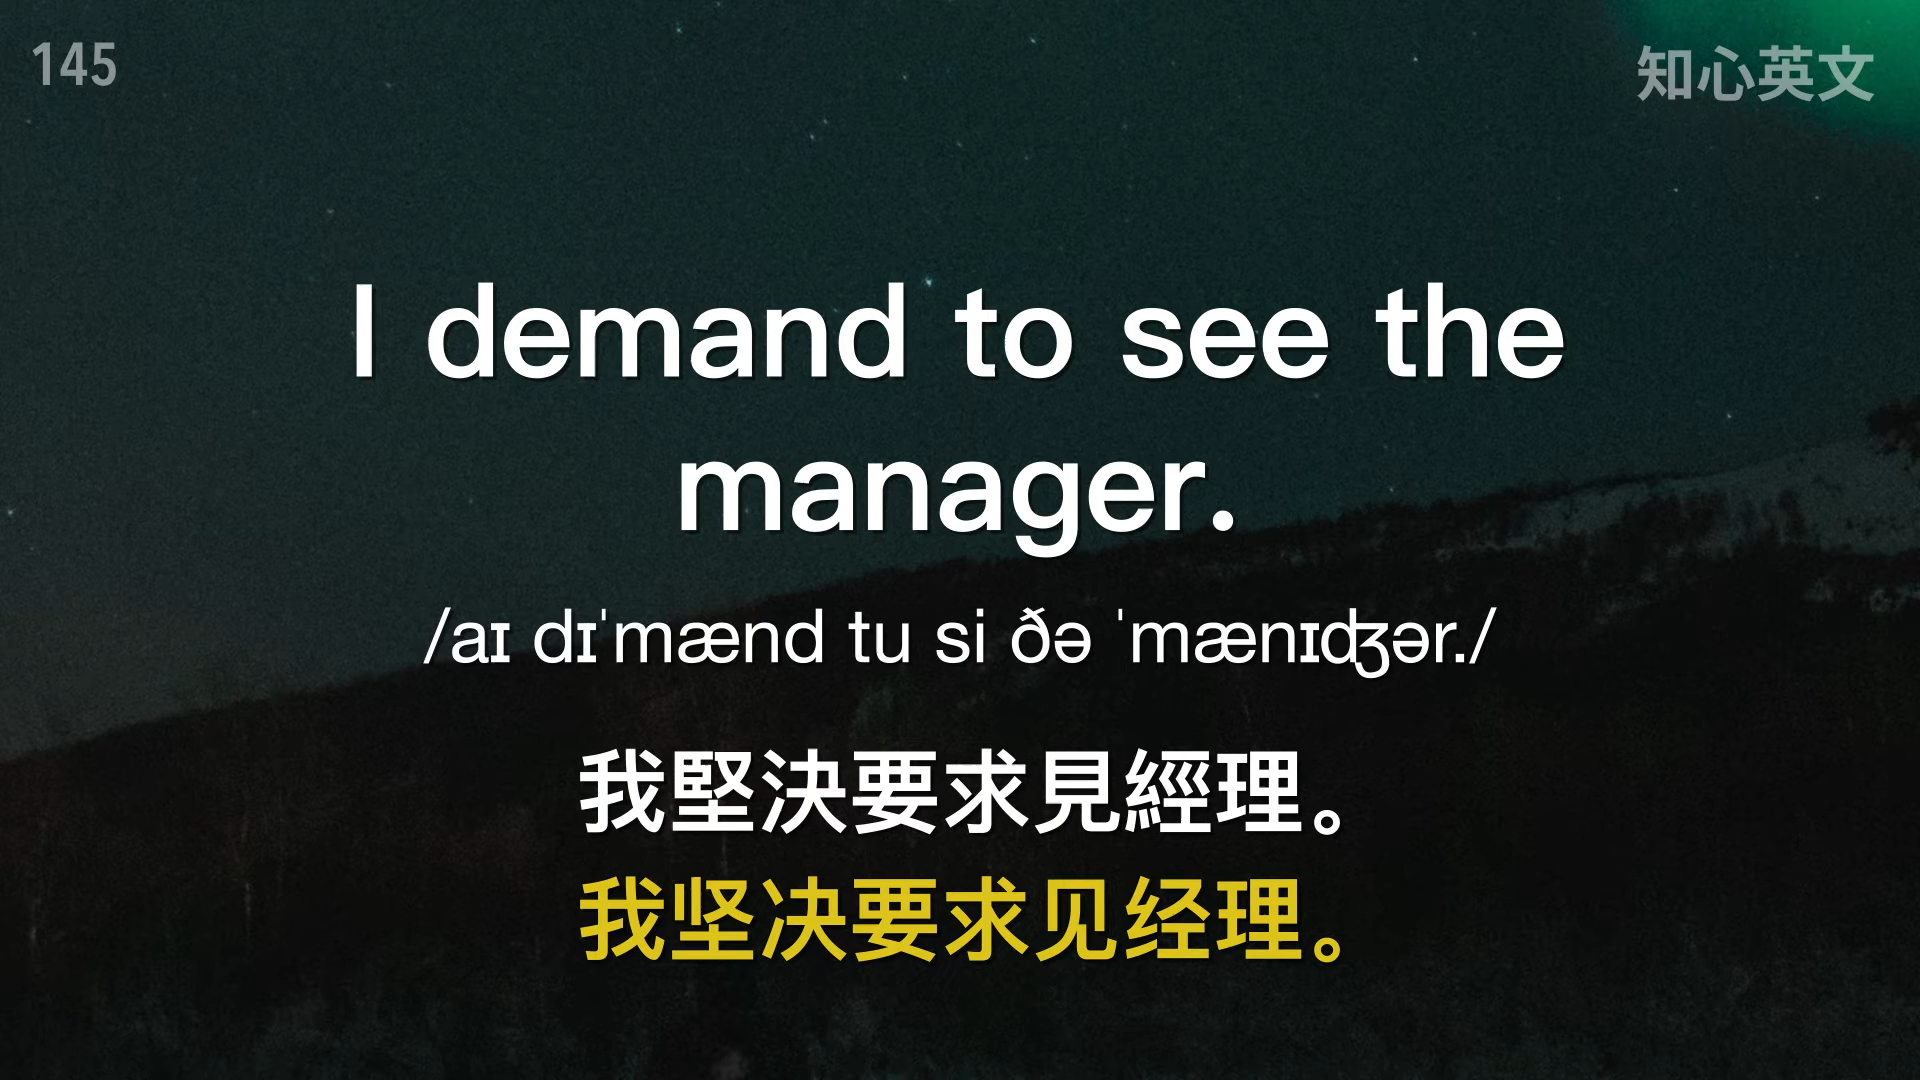 145
知心英文
I demand to see the
manager.
/aɪ dɪˈmænd tu si ðə ˈmænɪʤər./
我堅決要求見經理。
我坚决要求见经理。